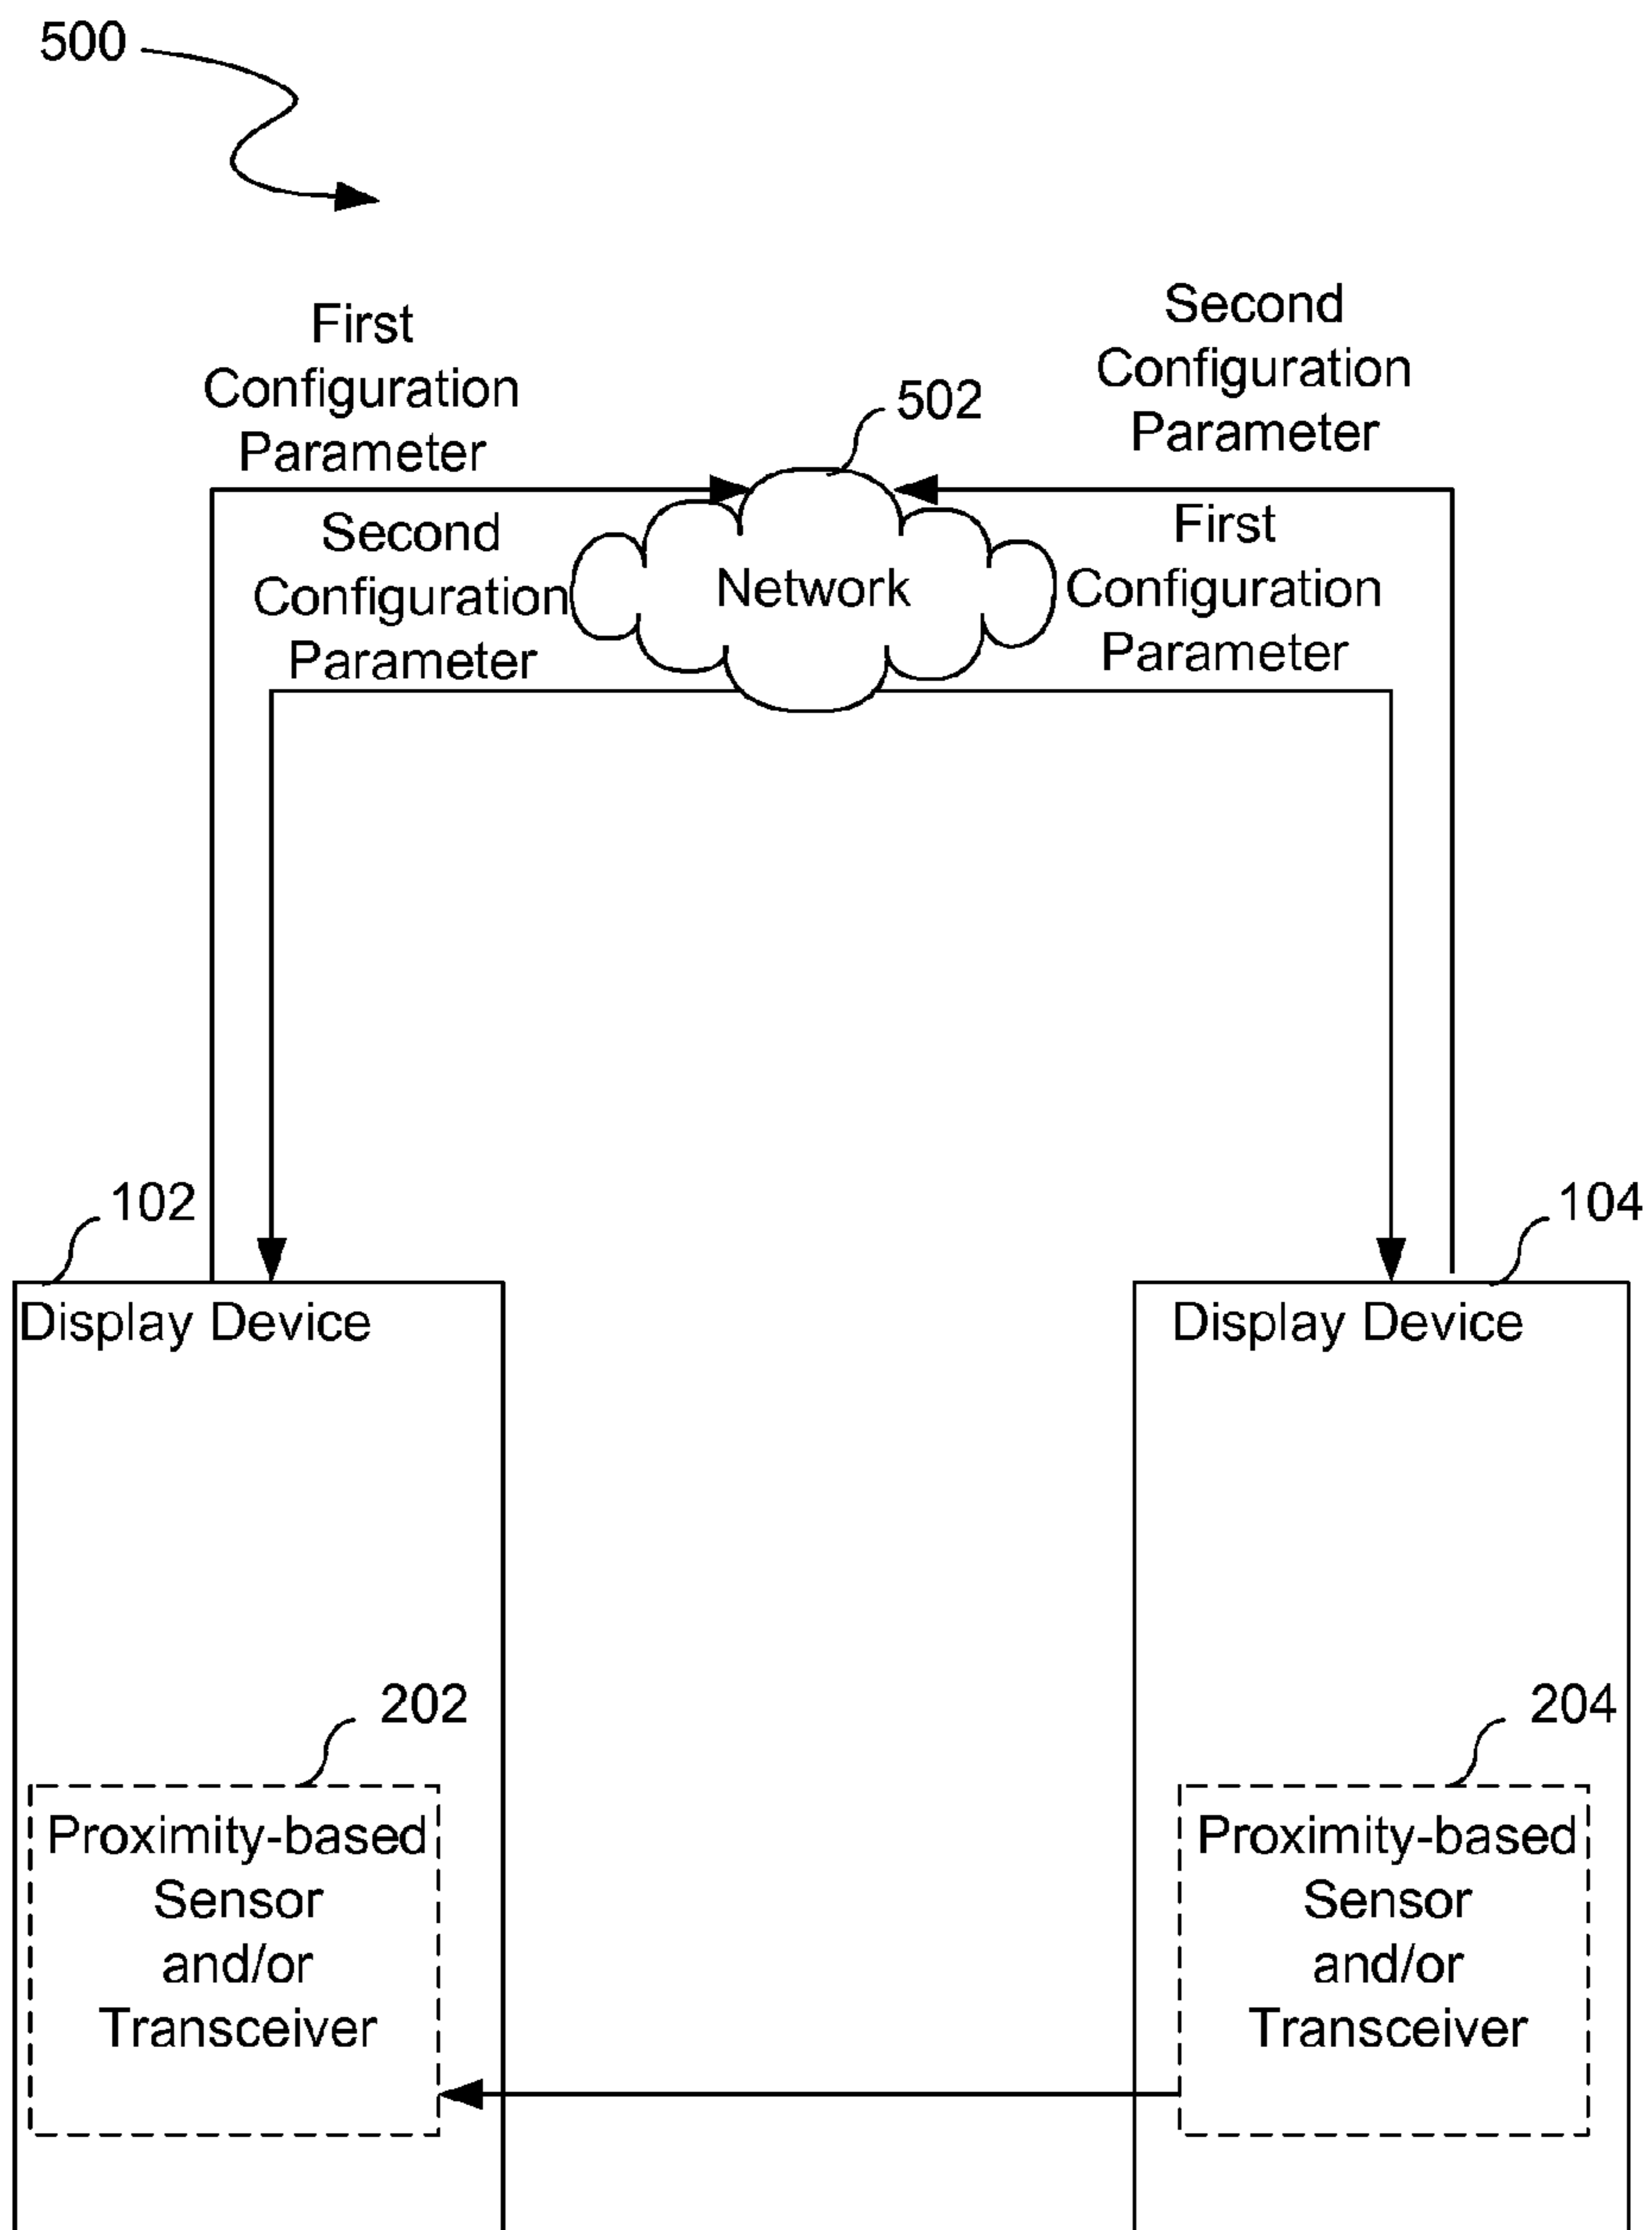 500
First
Configuration
Parameter
Second
Configuration
Parameter
502
Second
Configuration
Parameter
Network
First
Configuration
Parameter
102
104
Display Device
Display Device
202
204
Proximity-based
Sensor
and/or
Transceiver
Proximity-based
Sensor
and/or
Transceiver